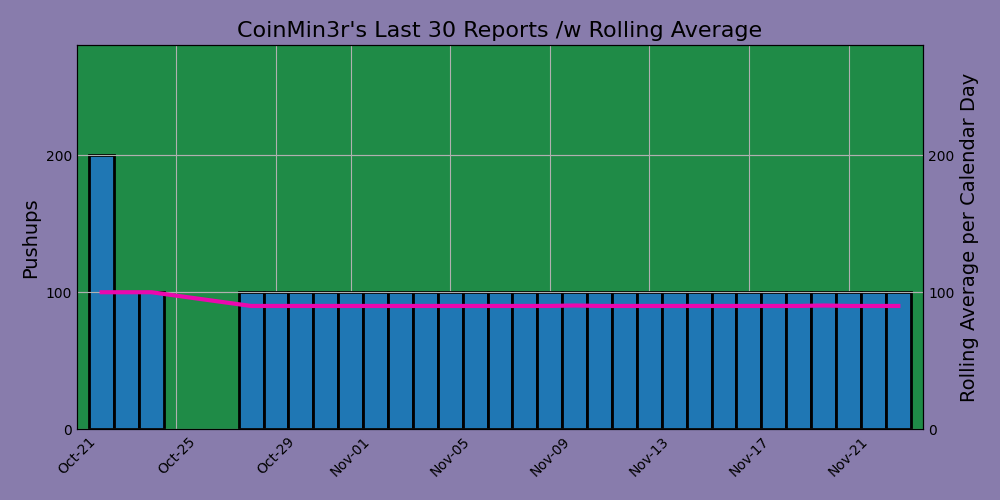 CoinMin3r's Last 30 Reports /w Rolling Average
Pushups
200
100
0
200
100
0
Rolling Average per Calendar Day
Oct-21
Oct-25
Oct-29
Nov-01
Nov-05
Nov-09
Nov-13
Nov-17
Nov-21